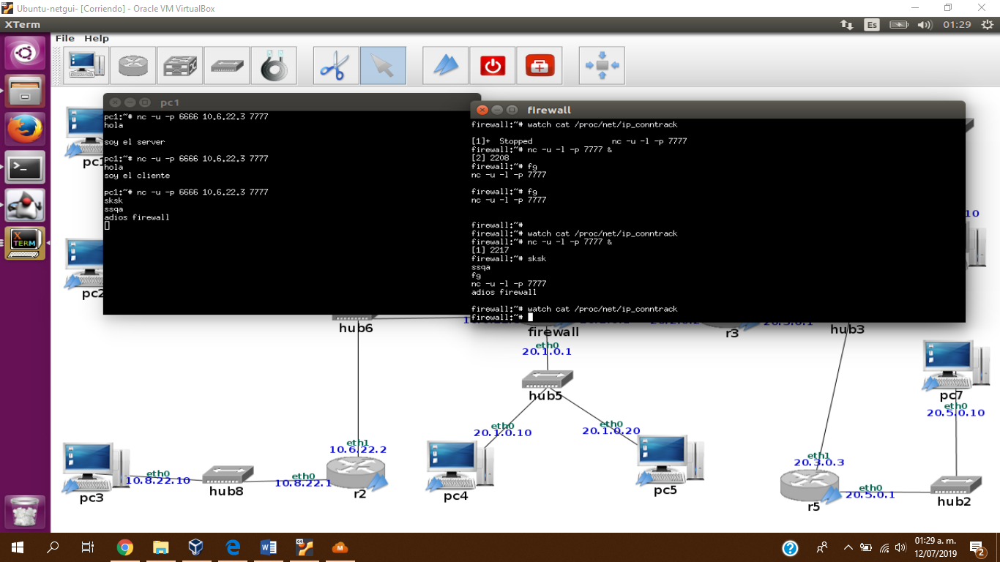 Ubuntu-netgui- [Corriendo] - Oracle VM VirtualBox
XTerm
Es
01:29
File Help
pc1
pc1:~# nc -u -p 6666 10.6.22.3 7777
hola
soy el server
pc1:~# nc -u -p 6666 10.6.22.3 7777
hola
soy el cliente
pc1:~# nc -u -p 6666 10.6.22.3 7777
sksk
ssqa
adios firewall
firewall
firewall:~# watch cat /proc/net/ip_conntrack
[1]+ Stopped nc -u -l -p 7777
firewall:~# nc -u -l -p 7777 &
[2] 2208
firewall:~# fg
nc -u -l -p 7777
firewall:~# fg
nc -u -l -p 7777
firewall:~#
firewall:~# watch cat /proc/net/ip_conntrack
firewall:~# nc -u -l -p 7777 &
[1] 2217
firewall:~# sksk
ssqa
fg
nc -u -l -p 7777
adios firewall
firewall:~# watch cat /proc/net/ip_conntrack
firewall:~#
X TERM
pc1
pc2
10
hub6
firewall
r3
20.3.0.1
hub3
eth0
20.1.0.1
hub5
eth0
20.1.0.10
eth0
20.1.0.20
pc7
eth0
20.5.0.10
eth1
10.6.22.2
eth1
20.3.0.3
pc3
eth0
10.8.22.10
hub8
eth0
10.8.22.1
r2
pc4
pc5
r5
eth0
20.5.0.1
hub2
01:29 a. m.
12/07/2019
2